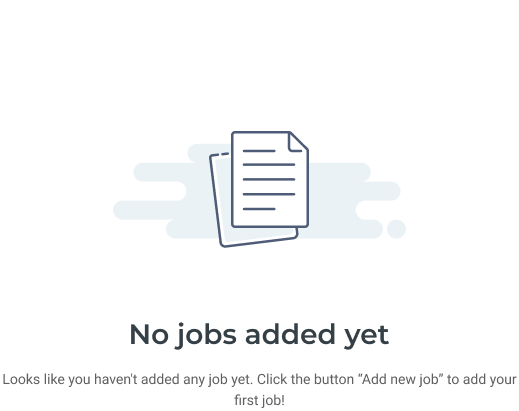 No jobs added yet
Looks like you haven't added any job yet. Click the button “Add new job” to add your
first job!